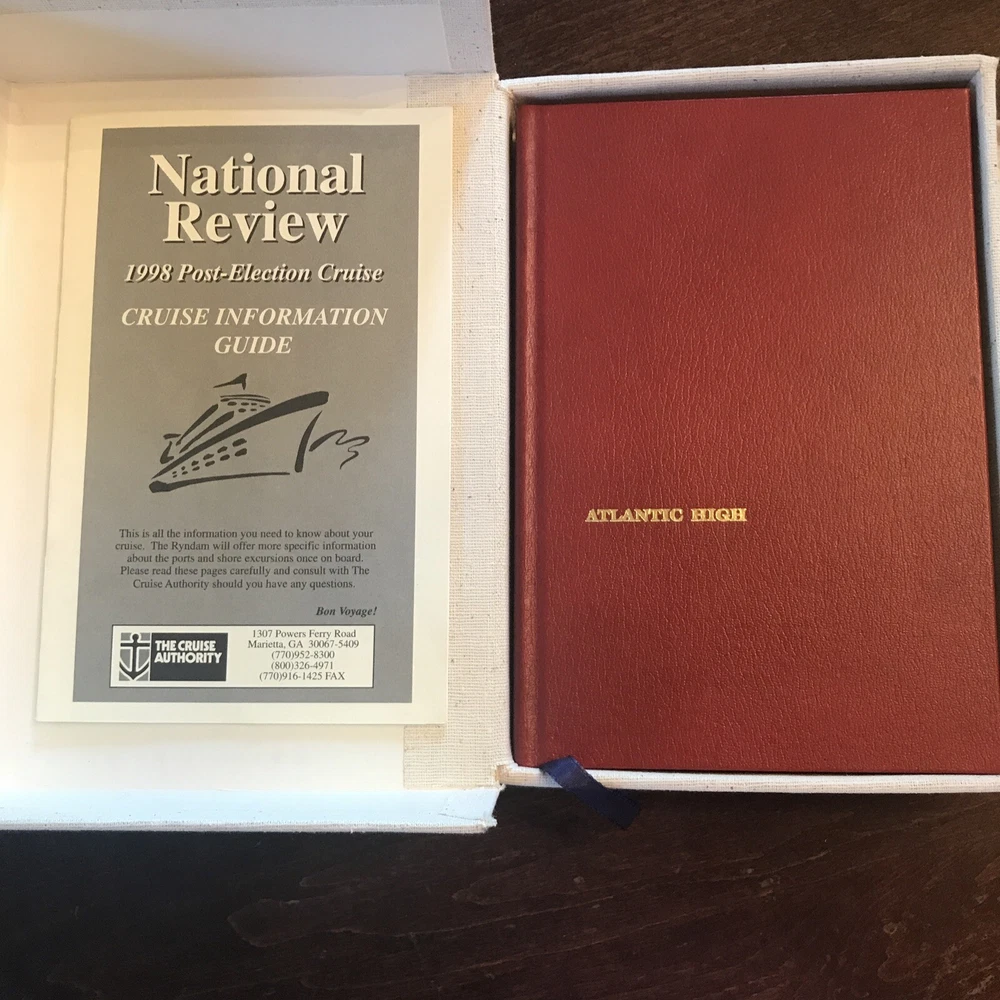 National
Review
1998 Post-Election Cruise
CRUISE INFORMATION
GUIDE
This is all the information you need to know about your
cruise. The Ryndam will offer more specific information
about the ports and shore excursions once on board.
Please read these pages carefully and consult with The
Cruise Authority should you have any questions.
Bon Voyage!
THE CRUISE
AUTHORITY
1307 Powers Ferry Road
Marietta, GA 30067-5409
(770)952-8300
(800)326-4971
(770)916-1425 FAX
ATLANTIC HIGH